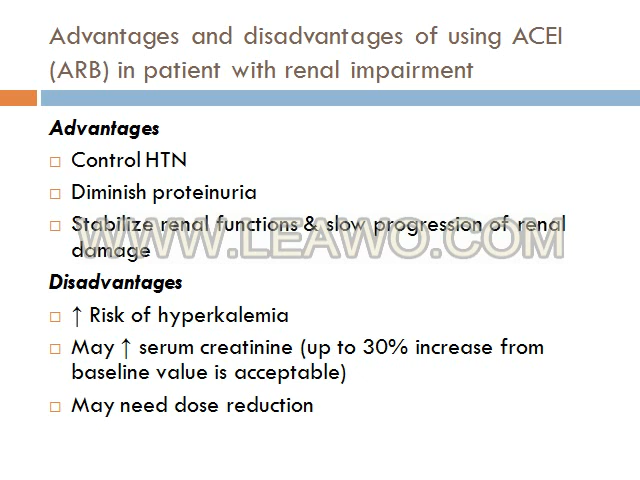 Advantages and disadvantages of using ACEI
(ARB) in patient with renal impairment
Advantages
□ Control HTN
□ Diminish proteinuria
□ Stabilize renal functions & slow progression of renal
damage
WWW.LEAWO.COM
Disadvantages
□ ↑ Risk of hyperkalemia
□ May ↑ serum creatinine (up to 30% increase from
baseline value is acceptable)
□ May need dose reduction